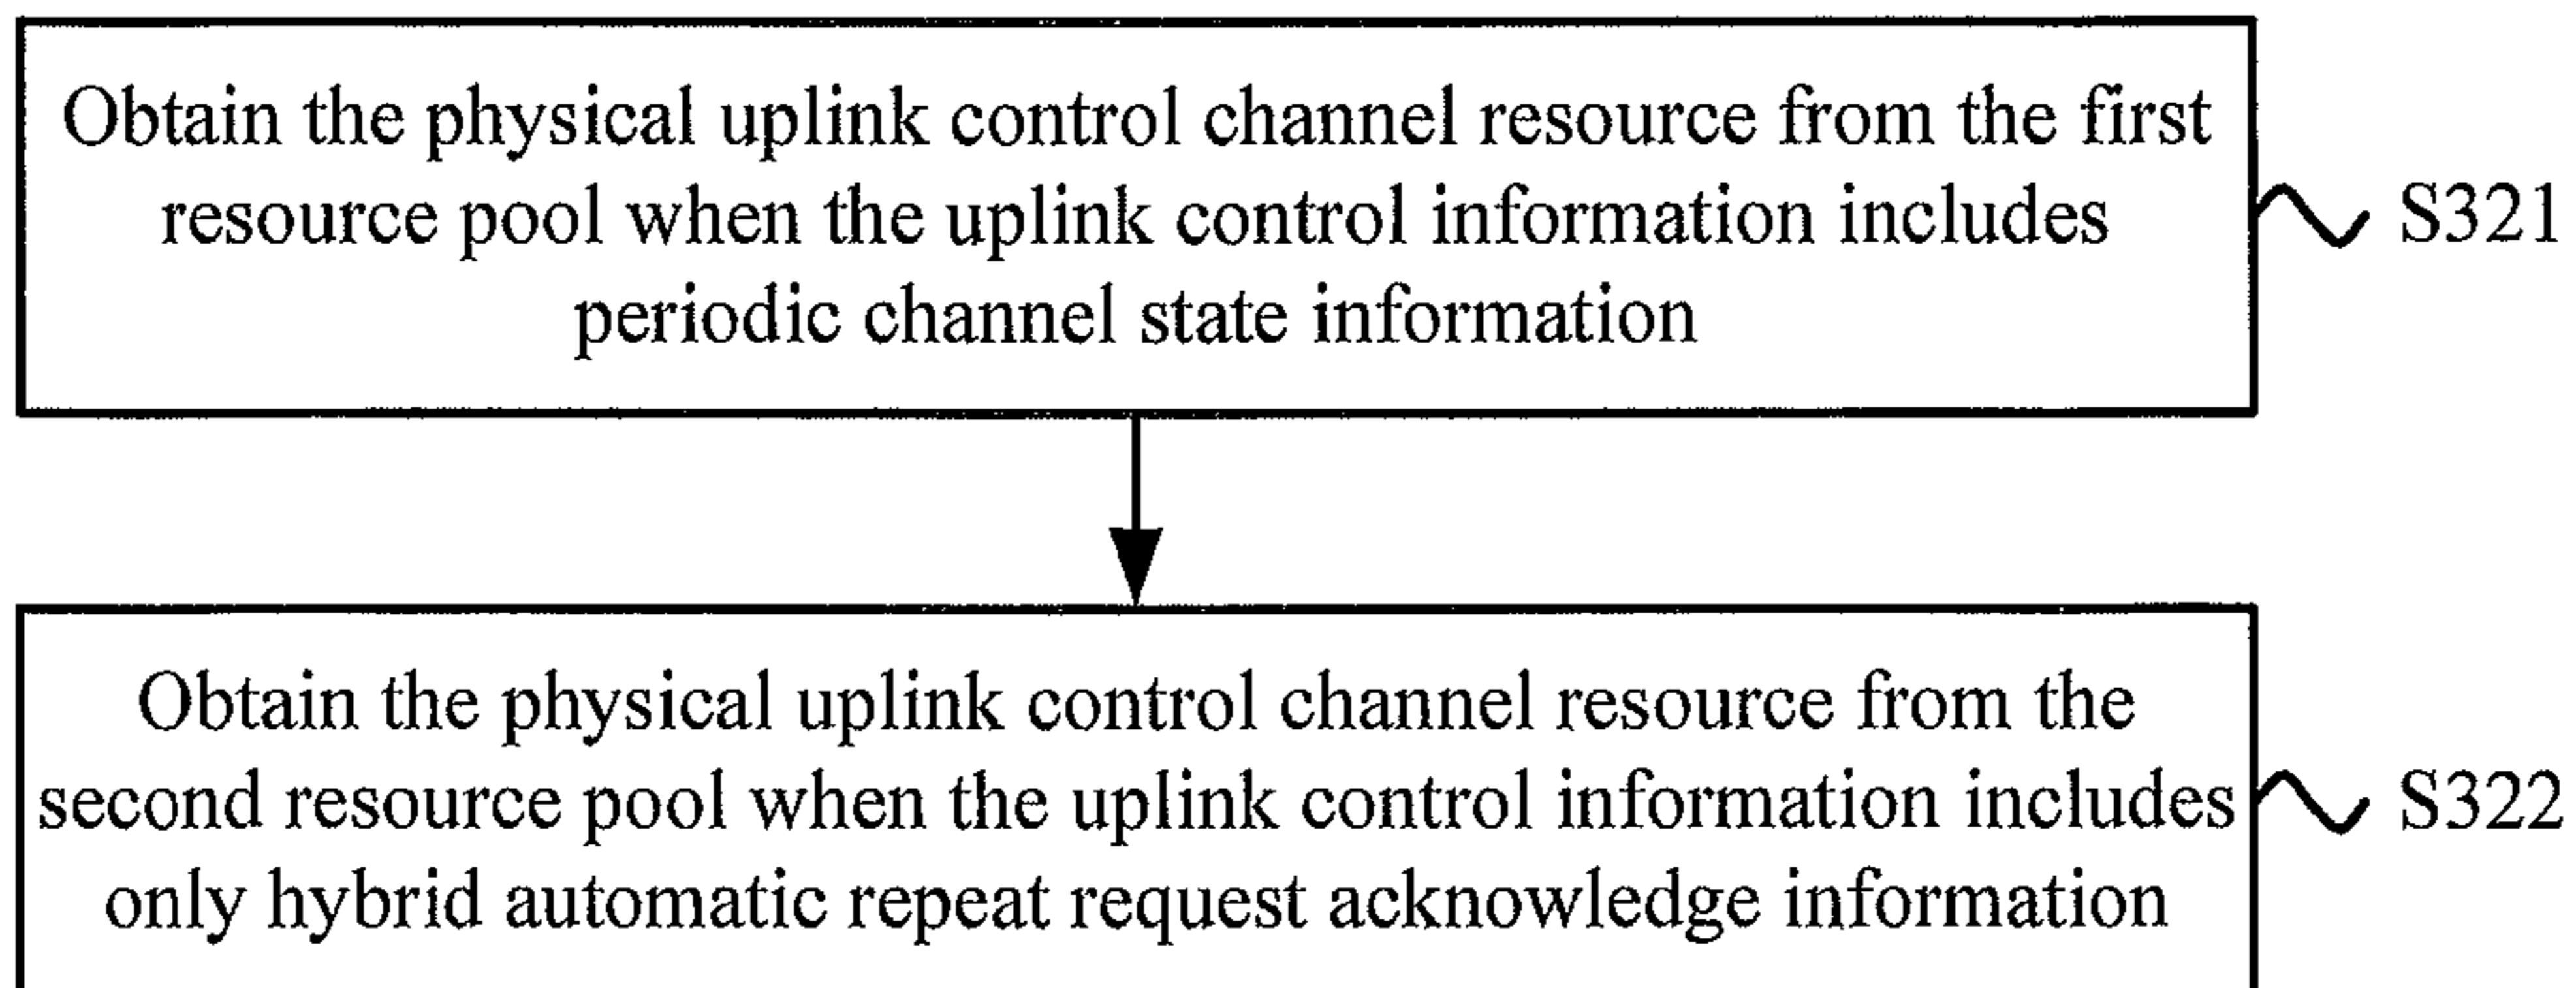 Obtain the physical uplink control channel resource from the first
resource pool when the uplink control information includes
periodic channel state information
S321
Obtain the physical uplink control channel resource from the
second resource pool when the uplink control information includes
only hybrid automatic repeat request acknowledge information
S322